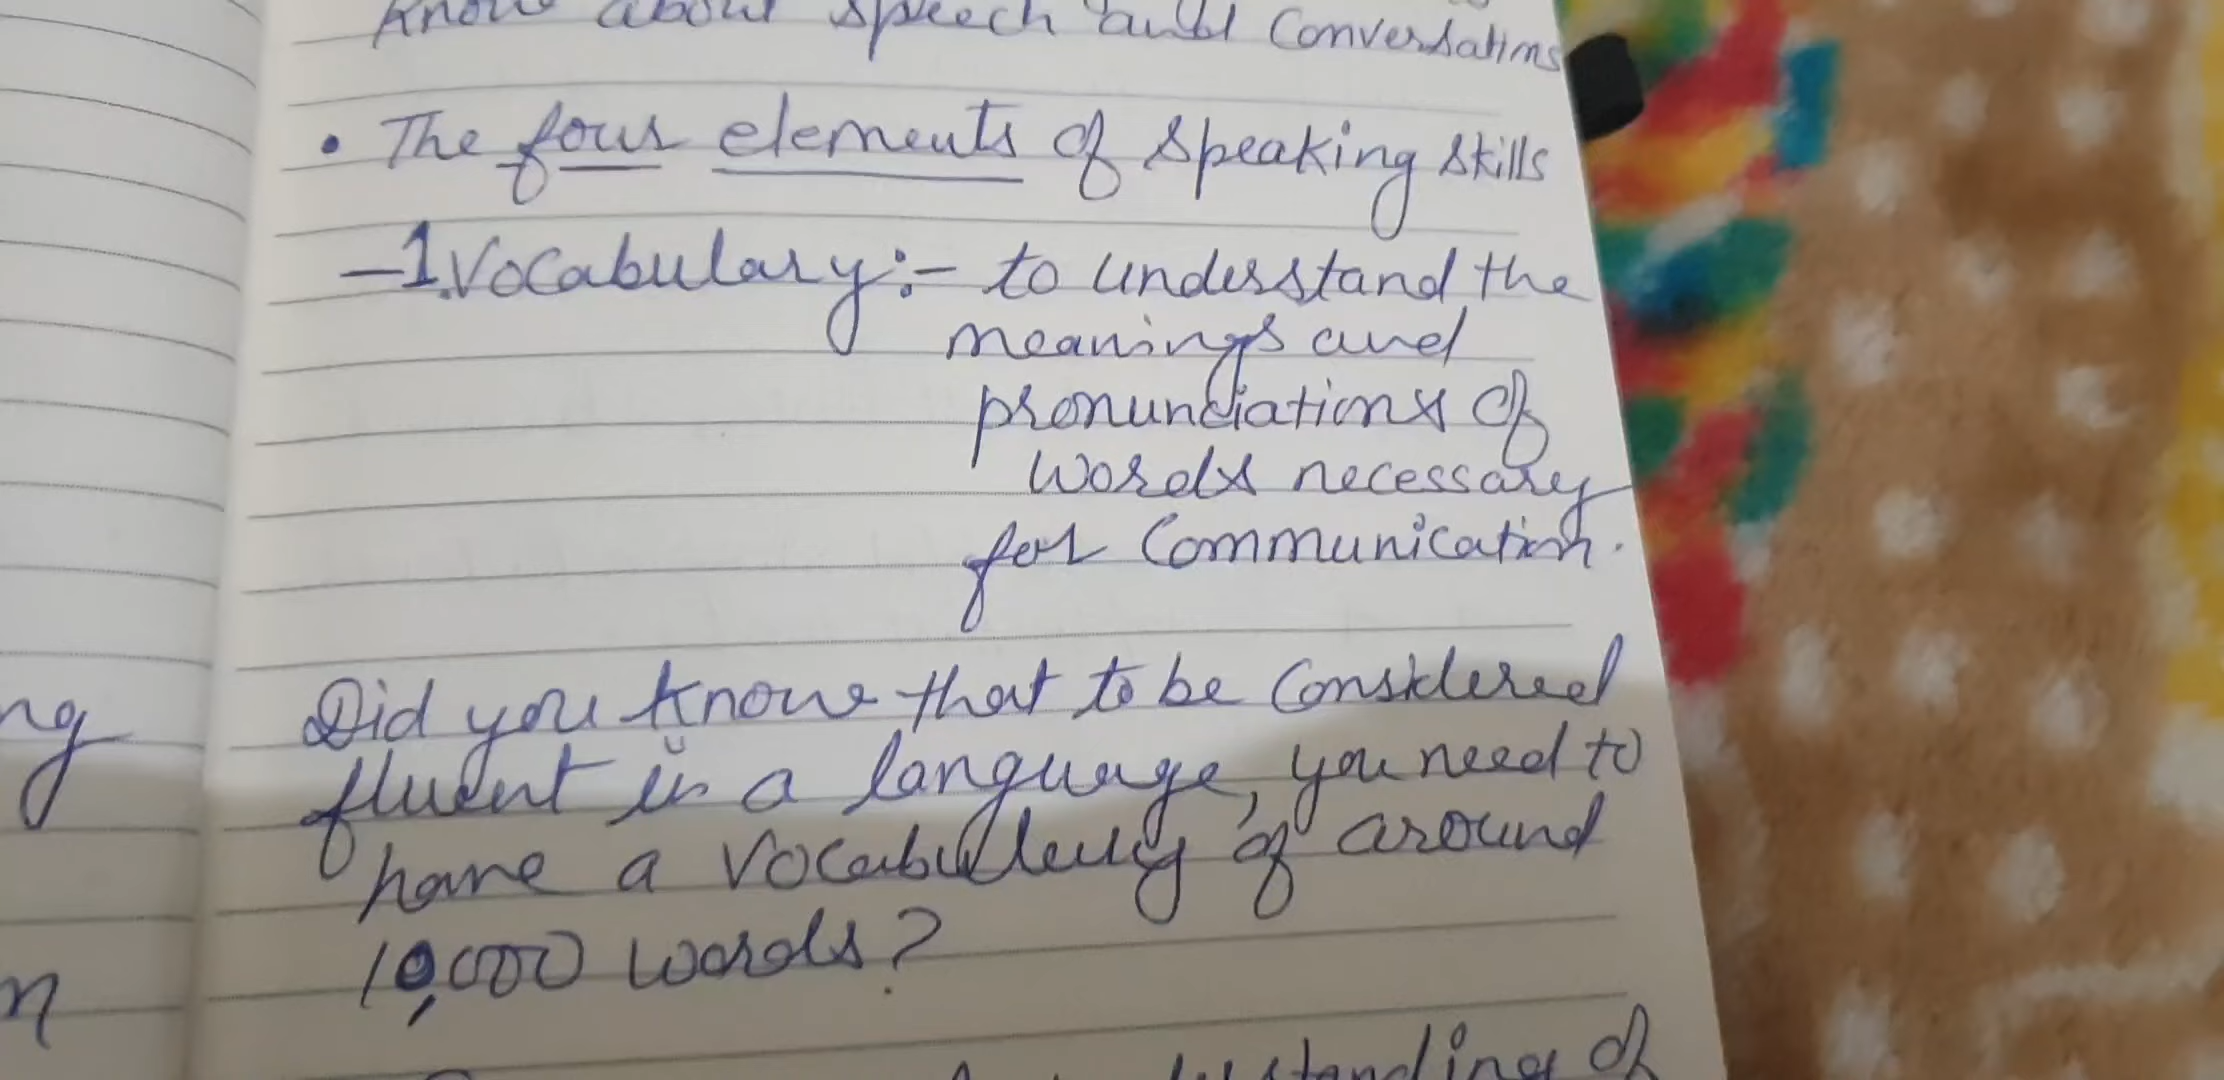 know about speech and Conversations
• The four elements of speaking skills
-1.Vocabulary:- to understand the
meanings and
pronunciations of
words necessary
for Communication.
Did you know that to be Considered
fluent in a language, you need to
have a Vocabulary of around
10,000 words?
of
ng
n